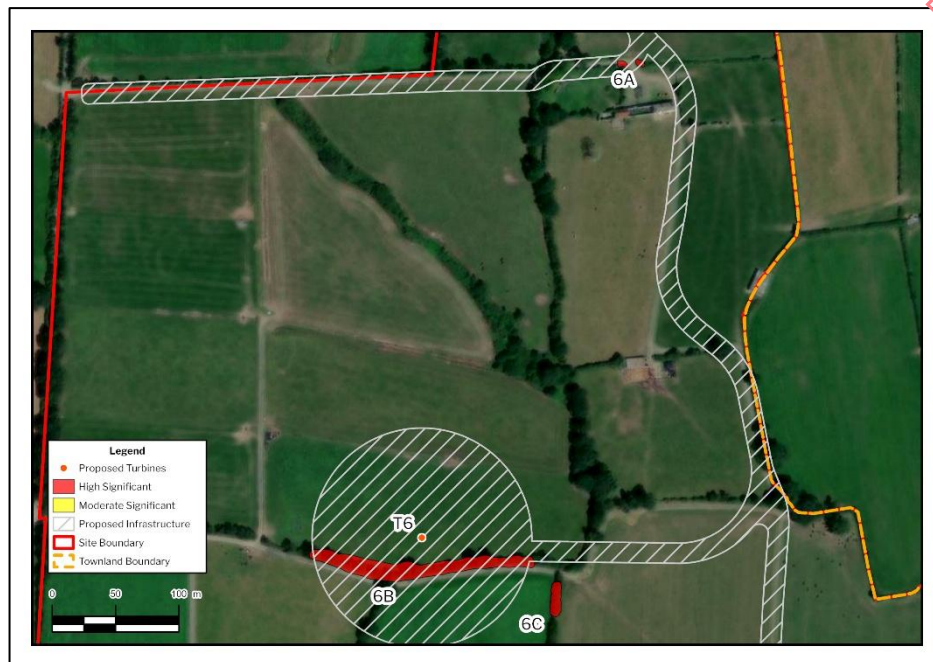 6A
T6
6B
6C
Legend
Proposed Turbines
High Significant
Moderate Significant
Proposed Infrastructure
Site Boundary
Townland Boundary
0 50 100 m